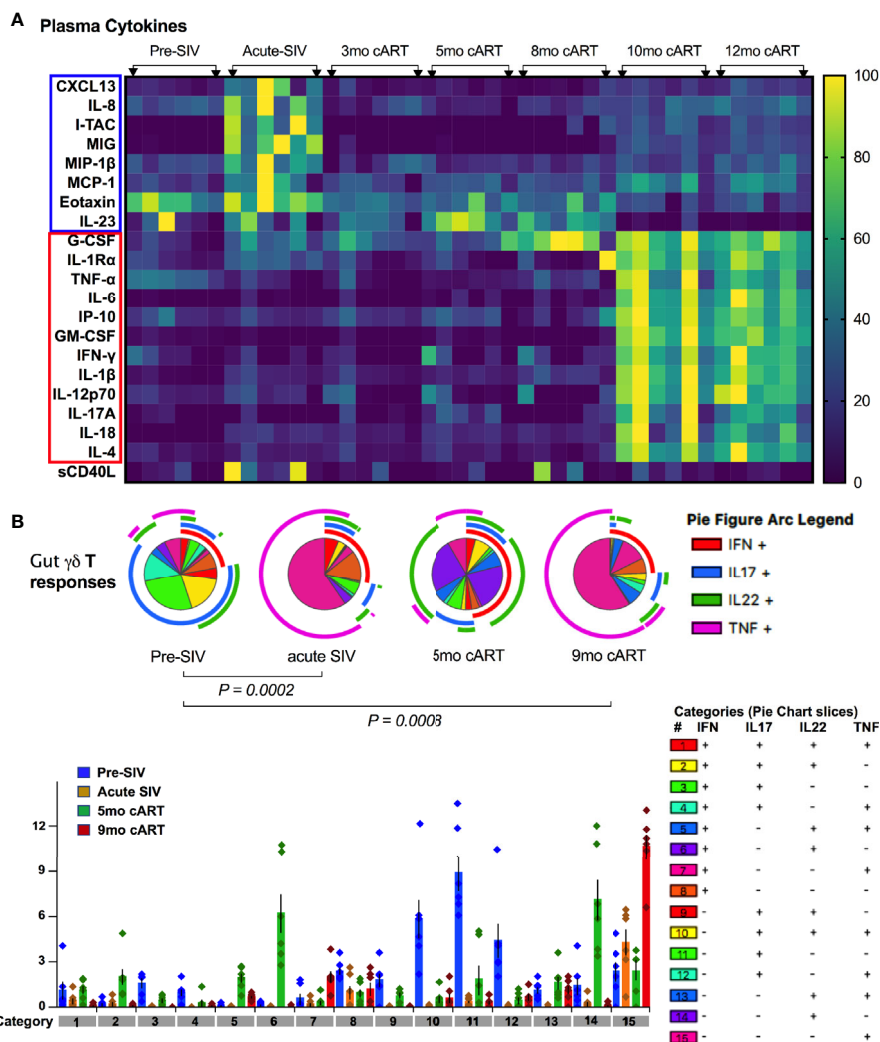 A
Plasma Cytokines
Pre-SIV Acute-SIV 3mo cART 5mo cART 8mo cART 10mo cART 12mo cART
CXCL13
IL-8
I-TAC
MIG
MIP-1β
MCP-1
Eotaxin
IL-23
G-CSF
IL-1Rα
TNF-α
IL-6
IP-10
GM-CSF
IFN-γ
IL-1β
IL-12p70
IL-17A
IL-18
IL-4
sCD40L
100
80
60
40
20
0
B
Gut γδ T
responses
Pre-SIV acute SIV 5mo cART 9mo cART
P = 0.0002
P = 0.0008
Pie Figure Arc Legend
IFN +
IL17 +
IL22 +
TNF +
Pre-SIV
Acute SIV
5mo cART
9mo cART
12
9
6
3
0
Category 1 2 3 4 5 6 7 8 9 10 11 12 13 14 15
Categories (Pie Chart slices)
# IFN IL17 IL22 TNF
1 + + + +
2 + + + -
3 + + - -
4 + + - +
5 + - + +
6 + - + -
7 + - - +
8 + - - -
9 - + + -
10 - + + +
11 - + - -
12 - + - +
13 - - + +
14 - - + -
15 - - - +